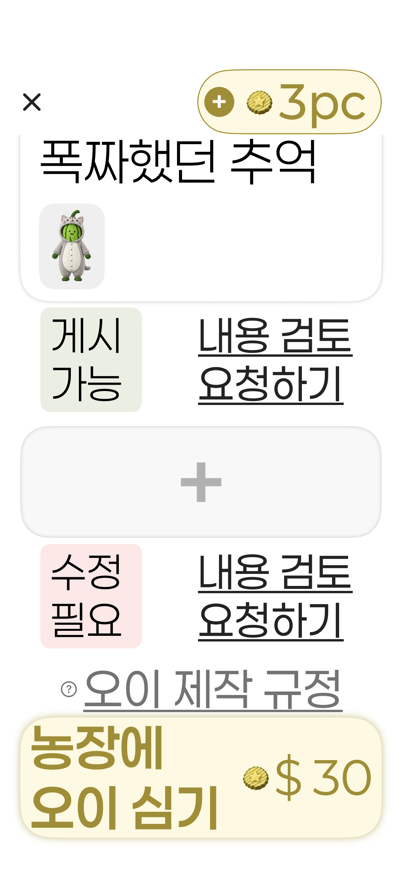 3pc
폭짜했던 추억
게시
가능
내용 검토
요청하기
수정
필요
내용 검토
요청하기
? 오이 제작 규정
농장에
오이 심기
$ 30